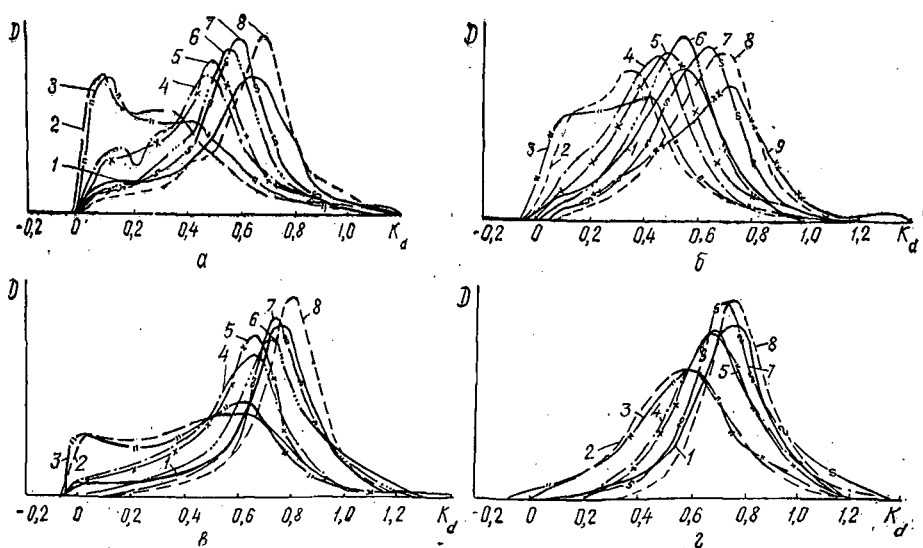 D 3 2 1 4 5 6 7 8
-0,2 0 0,2 0,4 0,6 0,8 1,0 K_d
а
D 3 2 4 1 5 6 7 8 9
-0,2 0 0,2 0,4 0,6 0,8 1,0 1,2 K_d
б
D 3 2 1 4 5 6 7 8
-0,2 0 0,2 0,4 0,6 0,8 1,0 1,2 K_d
в
D 2 3 4 1 5 7 8
-0,2 0 0,2 0,4 0,6 0,8 1,0 1,2 K_d
г